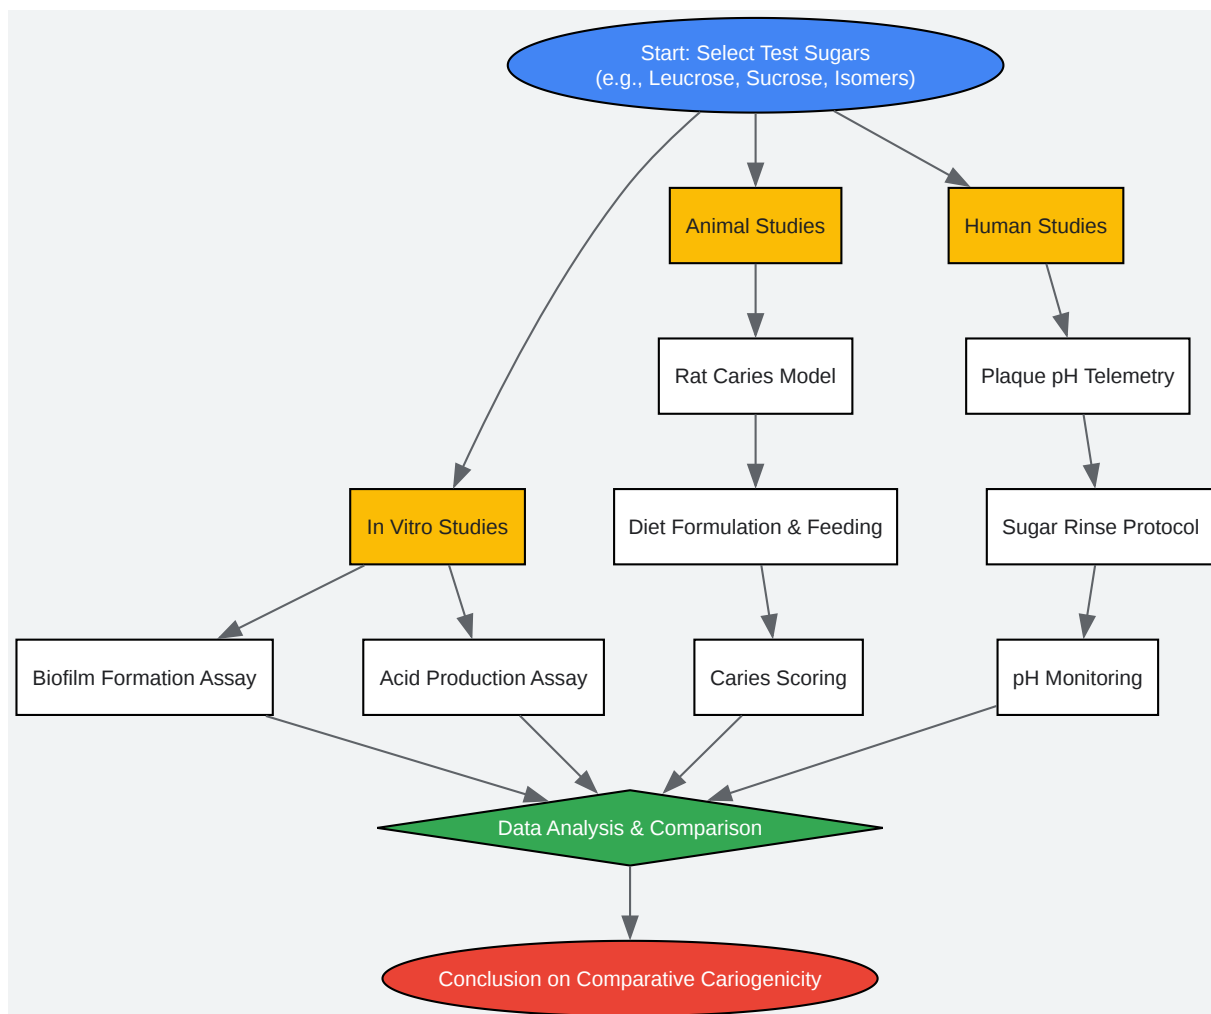 Start: Select Test Sugars
(e.g., Leucrose, Sucrose, Isomers)
Animal Studies
Human Studies
Rat Caries Model
Plaque pH Telemetry
In Vitro Studies
Diet Formulation & Feeding
Sugar Rinse Protocol
Biofilm Formation Assay
Acid Production Assay
Caries Scoring
pH Monitoring
Data Analysis & Comparison
Conclusion on Comparative Cariogenicity